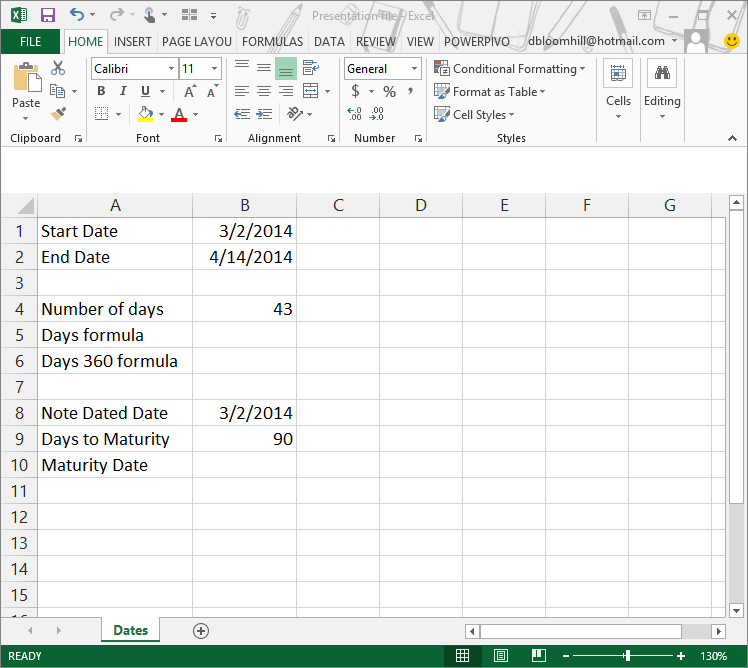 Presentation file - Excel
FILE HOME INSERT PAGE LAYOU FORMULAS DATA REVIEW VIEW POWERPIVO dbloomhill@hotmail.com
Calibri 11 General Conditional Formatting
Paste B I U A A $ % , Format as Table Cells Editing
A .00 Cell Styles
Clipboard Font Alignment Number Styles
A B C D E F G
1 Start Date 3/2/2014
2 End Date 4/14/2014
3
4 Number of days 43
5 Days formula
6 Days 360 formula
7
8 Note Dated Date 3/2/2014
9 Days to Maturity 90
10 Maturity Date
11
12
13
14
15
Dates
READY 130%